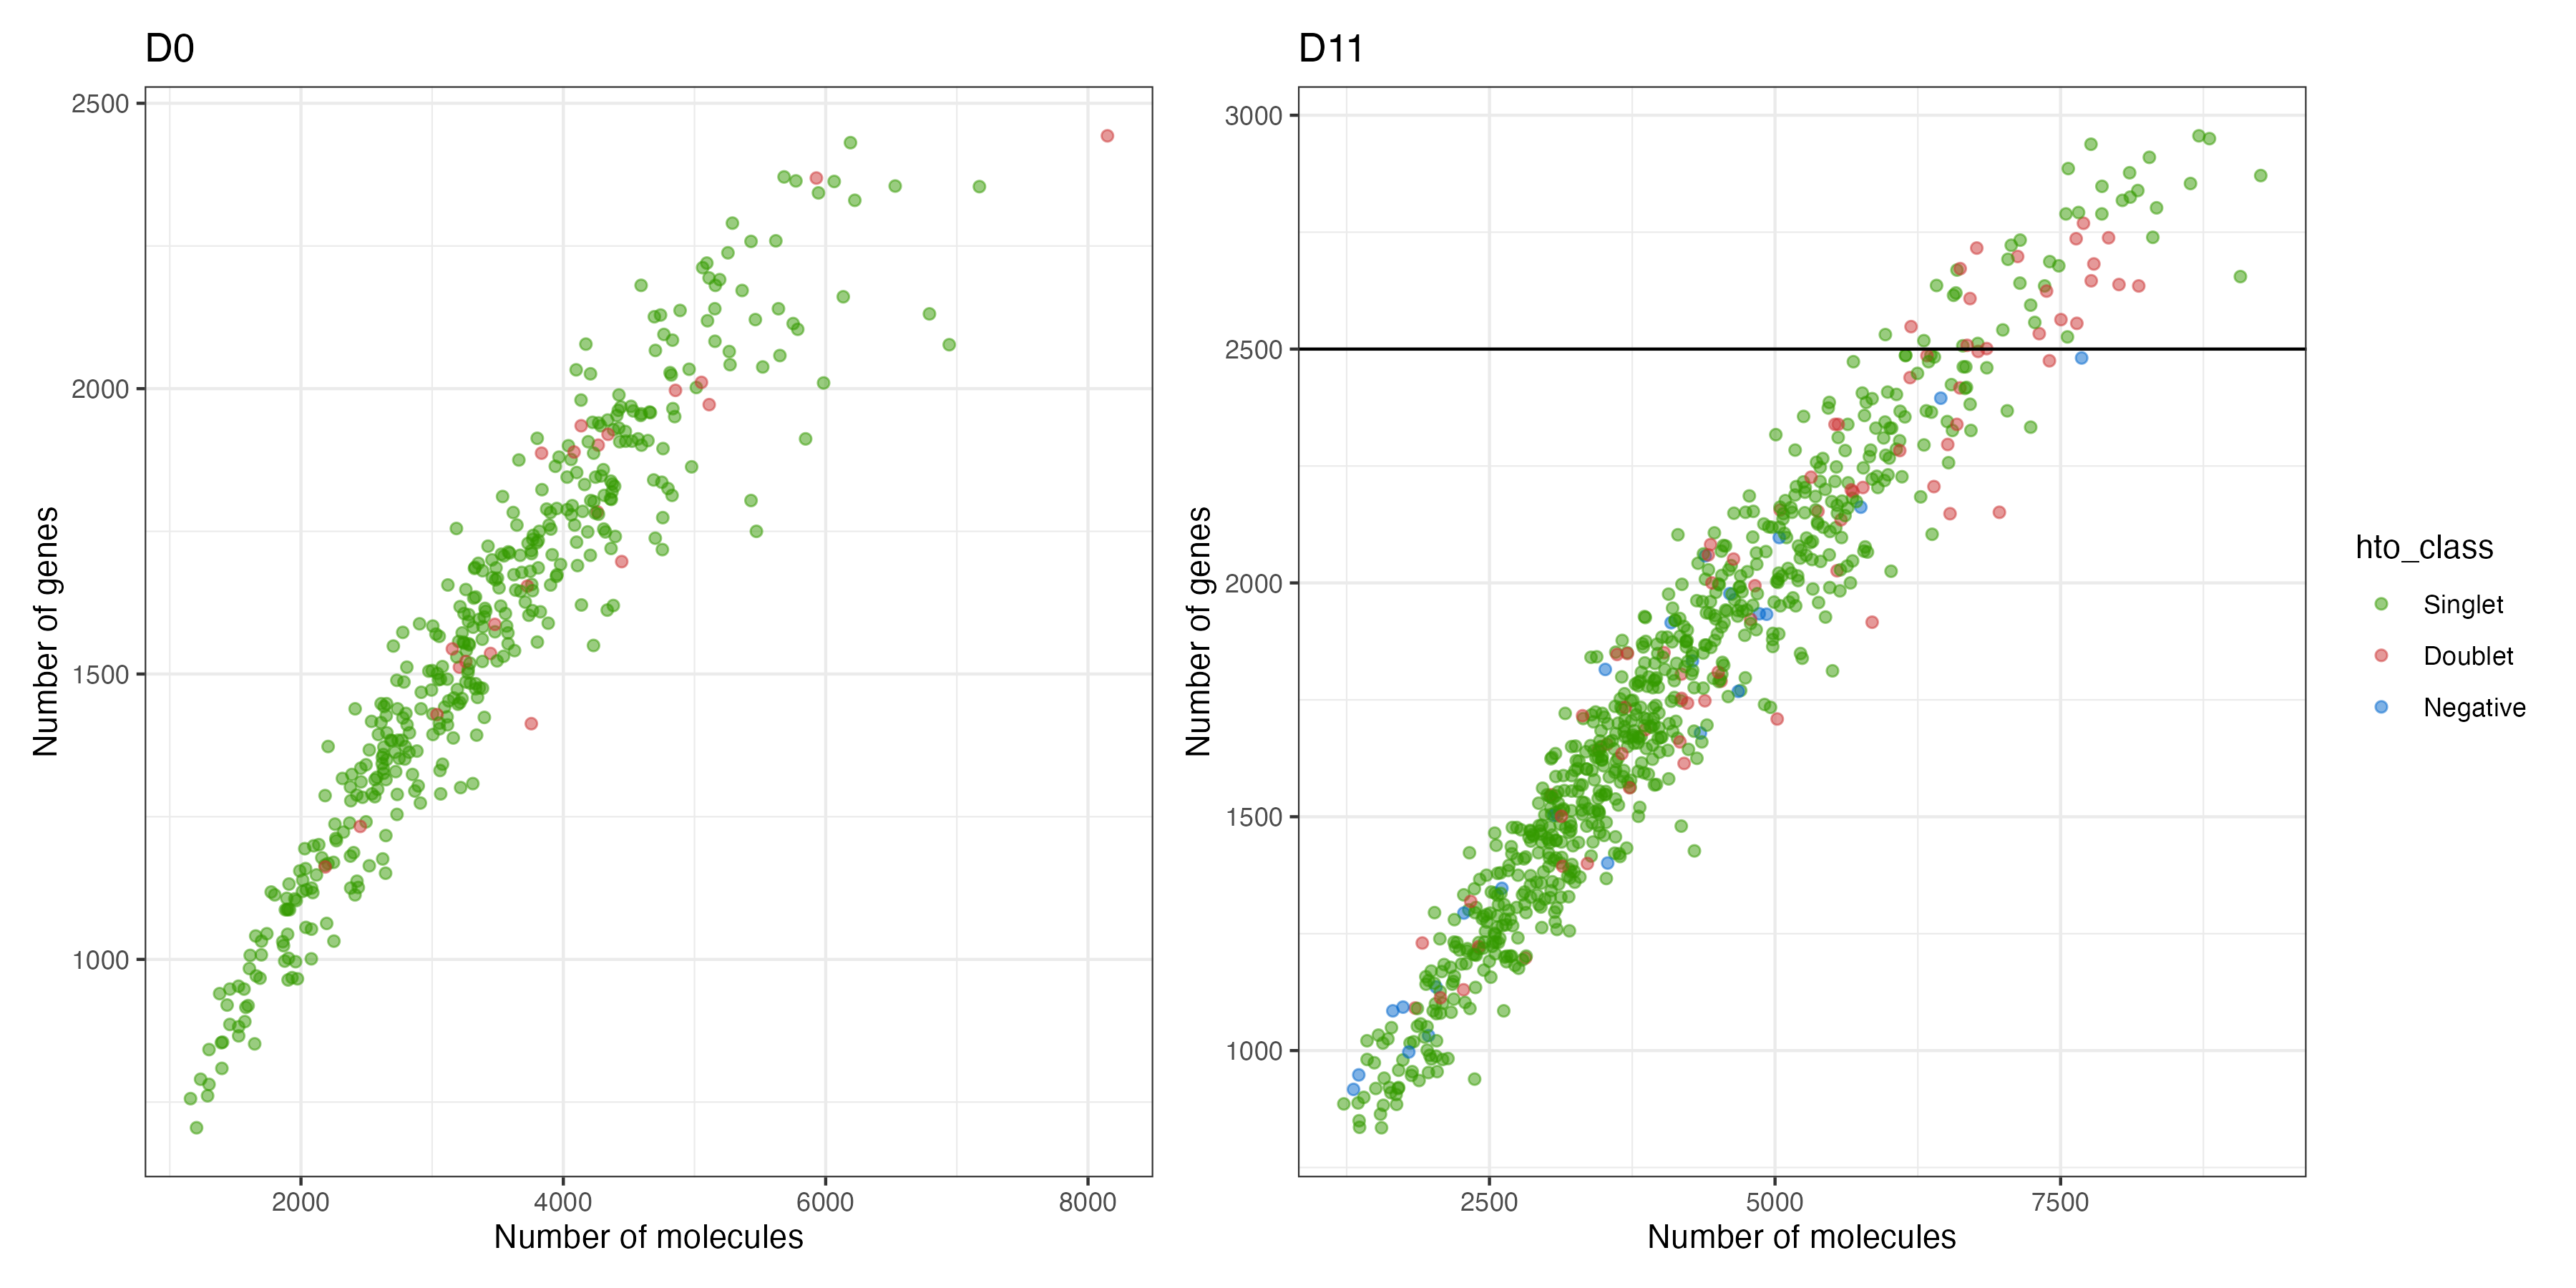 D0
2500
2000
1500
1000
Number of genes
2000 4000 6000 8000
Number of molecules
D11
3000
2500
2000
1500
1000
Number of genes
2500 5000 7500
Number of molecules
hto_class
Singlet
Doublet
Negative